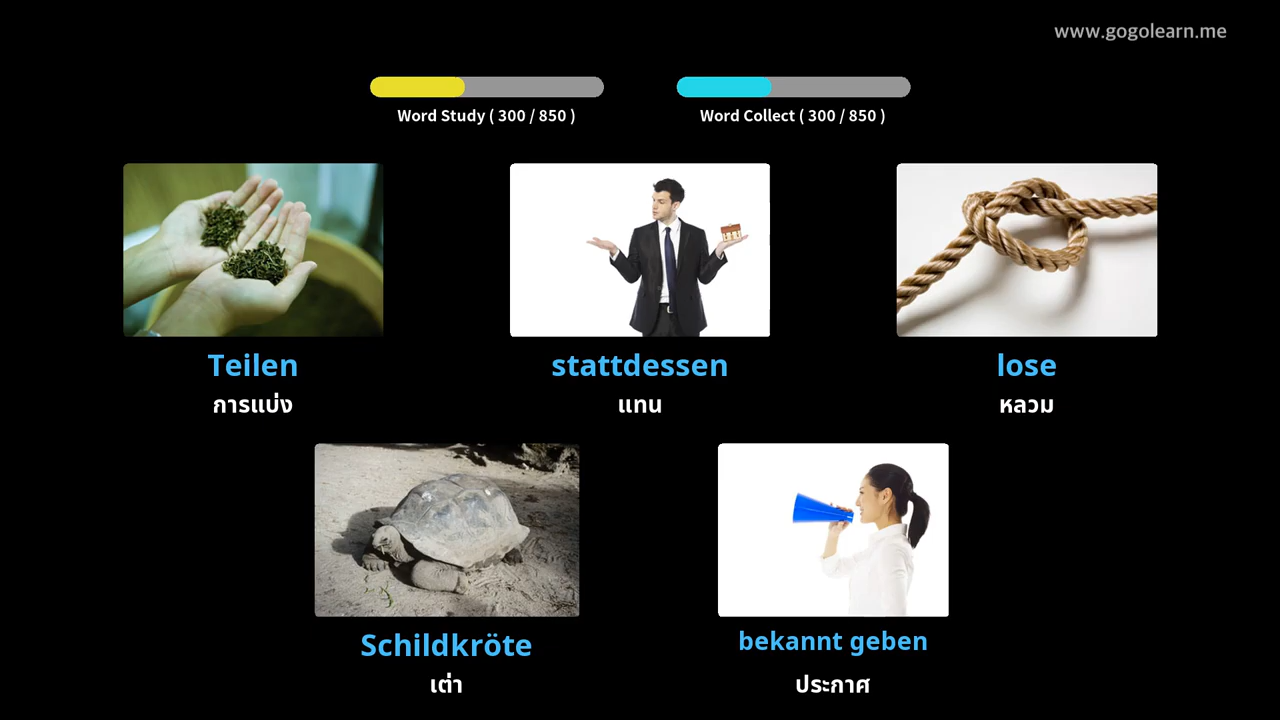 www.gogolearn.me
Word Study ( 300 / 850 )
Word Collect ( 300 / 850 )
Teilen
การแบ่ง
stattdessen
แทน
lose
หลวม
Schildkröte
เต่า
bekannt geben
ประกาศ